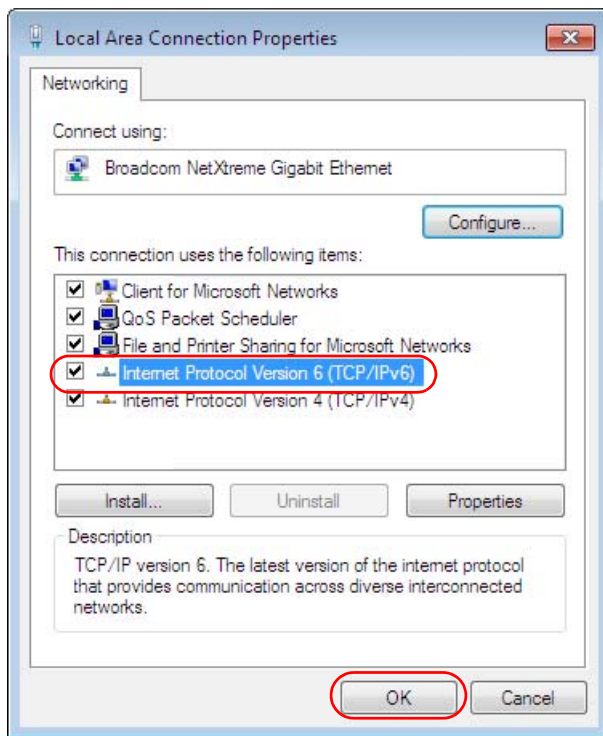 Local Area Connection Properties
Networking
Connect using:
Broadcom NetXtreme Gigabit Ethernet
Configure...
This connection uses the following items:
Client for Microsoft Networks
QoS Packet Scheduler
File and Printer Sharing for Microsoft Networks
Internet Protocol Version 6 (TCP/IPv6)
Internet Protocol Version 4 (TCP/IPv4)
Install...
Uninstall
Properties
Description
TCP/IP version 6. The latest version of the internet protocol
that provides communication across diverse interconnected
networks.
OK
Cancel